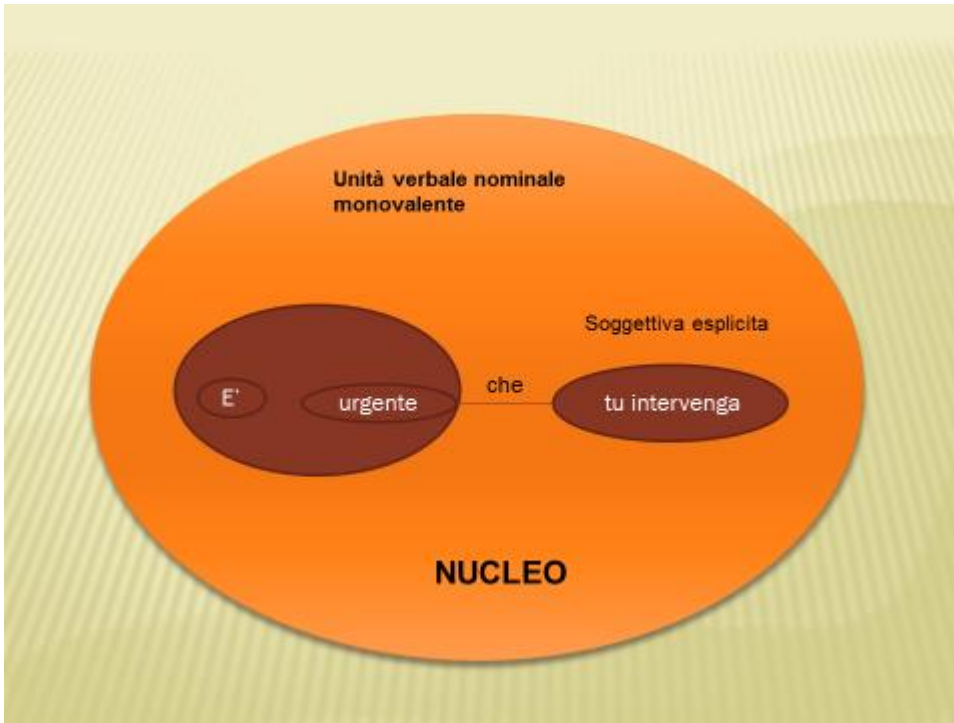 Unità verbale nominale
monovalente
Soggettiva esplicita
E' urgente che tu intervenga
NUCLEO